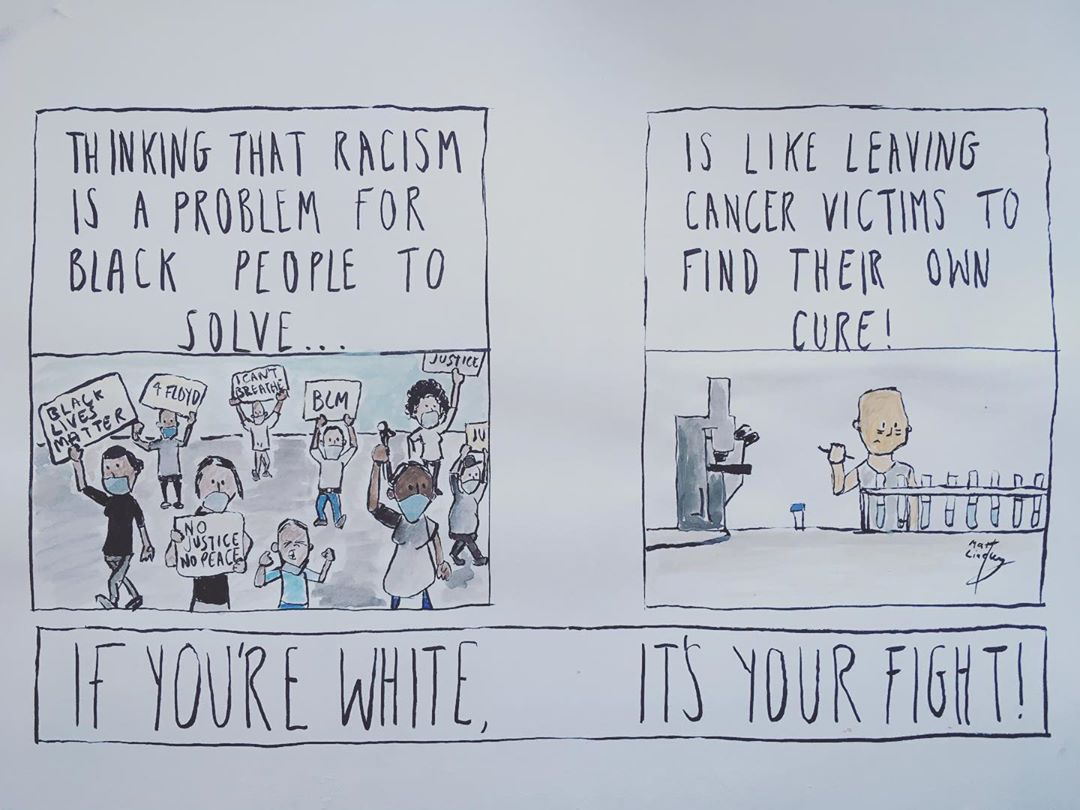 THINKING THAT RACISM
IS A PROBLEM FOR
BLACK PEOPLE TO
SOLVE...
BLACK
LIVES
MATTER
4 FLOYD
I CAN'T
BREATHE
BLM
JUSTICE
JU
NO
JUSTICE
NO PEACE
IS LIKE LEAVING
CANCER VICTIMS TO
FIND THEIR OWN
CURE!
Matt
IF YOU'RE WHITE, IT'S YOUR FIGHT!